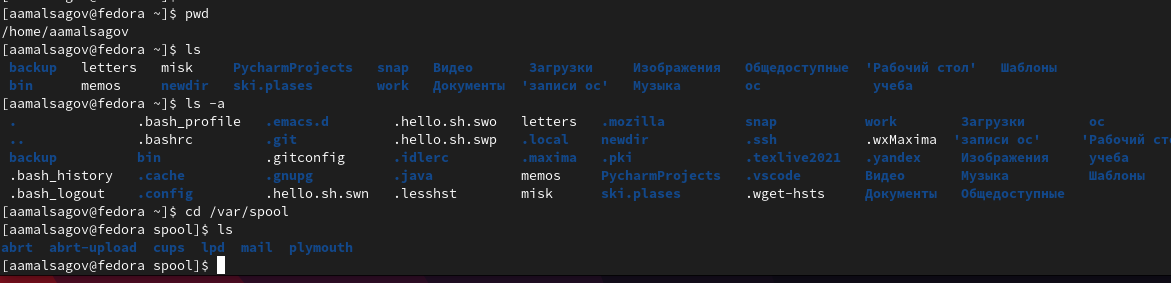 [aamalsagov@fedora ~]$ pwd
/home/aamalsagov
[aamalsagov@fedora ~]$ ls
backup letters misk PycharmProjects snap Видео Загрузки Изображения Общедоступные 'Рабочий стол' Шаблоны
bin memos newdir ski.plases work Документы 'записи ос' Музыка ос учеба
[aamalsagov@fedora ~]$ ls -a
. .bash_profile .emacs.d .hello.sh.swo letters .mozilla snap work Загрузки ос
.. .bashrc .git .hello.sh.swp .local newdir .ssh .wxMaxima 'записи ос' 'Рабочий сто
backup bin .gitconfig .idlerc .maxima .pki .texlive2021 .yandex Изображения учеба
.bash_history .cache .gnupg .java memos PycharmProjects .vscode Видео Музыка Шаблоны
.bash_logout .config .hello.sh.swn .lesshst misk ski.plases .wget-hsts Документы Общедоступные
[aamalsagov@fedora ~]$ cd /var/spool
[aamalsagov@fedora spool]$ ls
abrt abrt-upload cups lpd mail plymouth
[aamalsagov@fedora spool]$